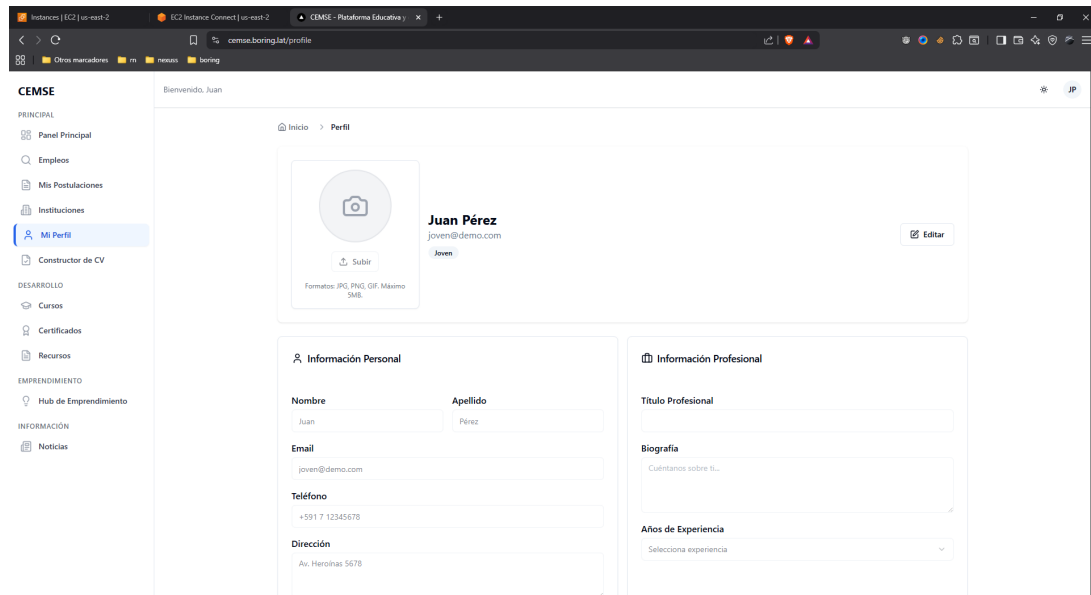 Instances | EC2 | us-east-2
EC2 Instance Connect | us-east-2
CEMSE - Plataforma Educativa y
cemse.boring.lat/profile
Otros marcadores
m
nexuss
boring
CEMSE
Bienvenido, Juan
JP
PRINCIPAL
Panel Principal
Empleos
Mis Postulaciones
Instituciones
Mi Perfil
Constructor de CV
DESARROLLO
Cursos
Certificados
Recursos
EMPRENDIMIENTO
Hub de Emprendimiento
INFORMACIÓN
Noticias
Inicio > Perfil
Subir
Formatos: JPG, PNG, GIF. Máximo
5MB.
Juan Pérez
joven@demo.com
Joven
Editar
Información Personal
Nombre
Apellido
Juan
Pérez
Email
joven@demo.com
Teléfono
+591 7 12345678
Dirección
Av. Heroínas 5678
Información Profesional
Título Profesional
Biografía
Cuéntanos sobre ti...
Años de Experiencia
Selecciona experiencia